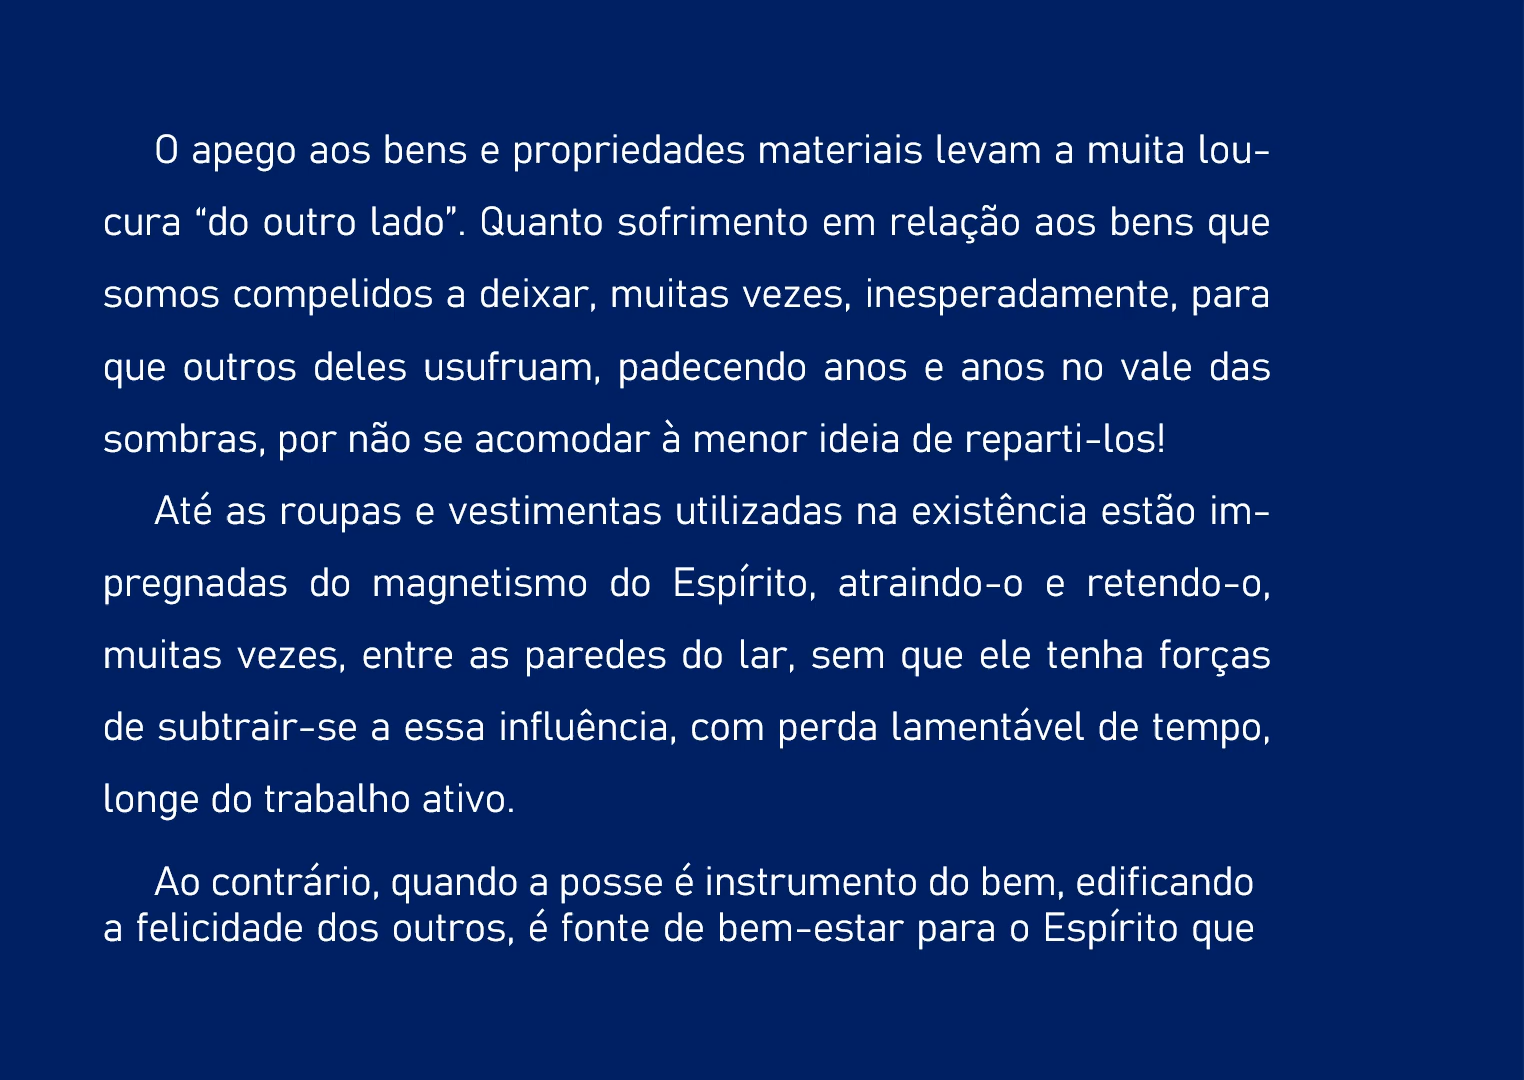 O apego aos bens e propriedades materiais levam a muita lou-
cura “do outro lado”. Quanto sofrimento em relação aos bens que
somos compelidos a deixar, muitas vezes, inesperadamente, para
que outros deles usufruam, padecendo anos e anos no vale das
sombras, por não se acomodar à menor ideia de reparti-los!
Até as roupas e vestimentas utilizadas na existência estão im-
pregnadas do magnetismo do Espírito, atraindo-o e retendo-o,
muitas vezes, entre as paredes do lar, sem que ele tenha forças
de subtrair-se a essa influência, com perda lamentável de tempo,
longe do trabalho ativo.
Ao contrário, quando a posse é instrumento do bem, edificando
a felicidade dos outros, é fonte de bem-estar para o Espírito que